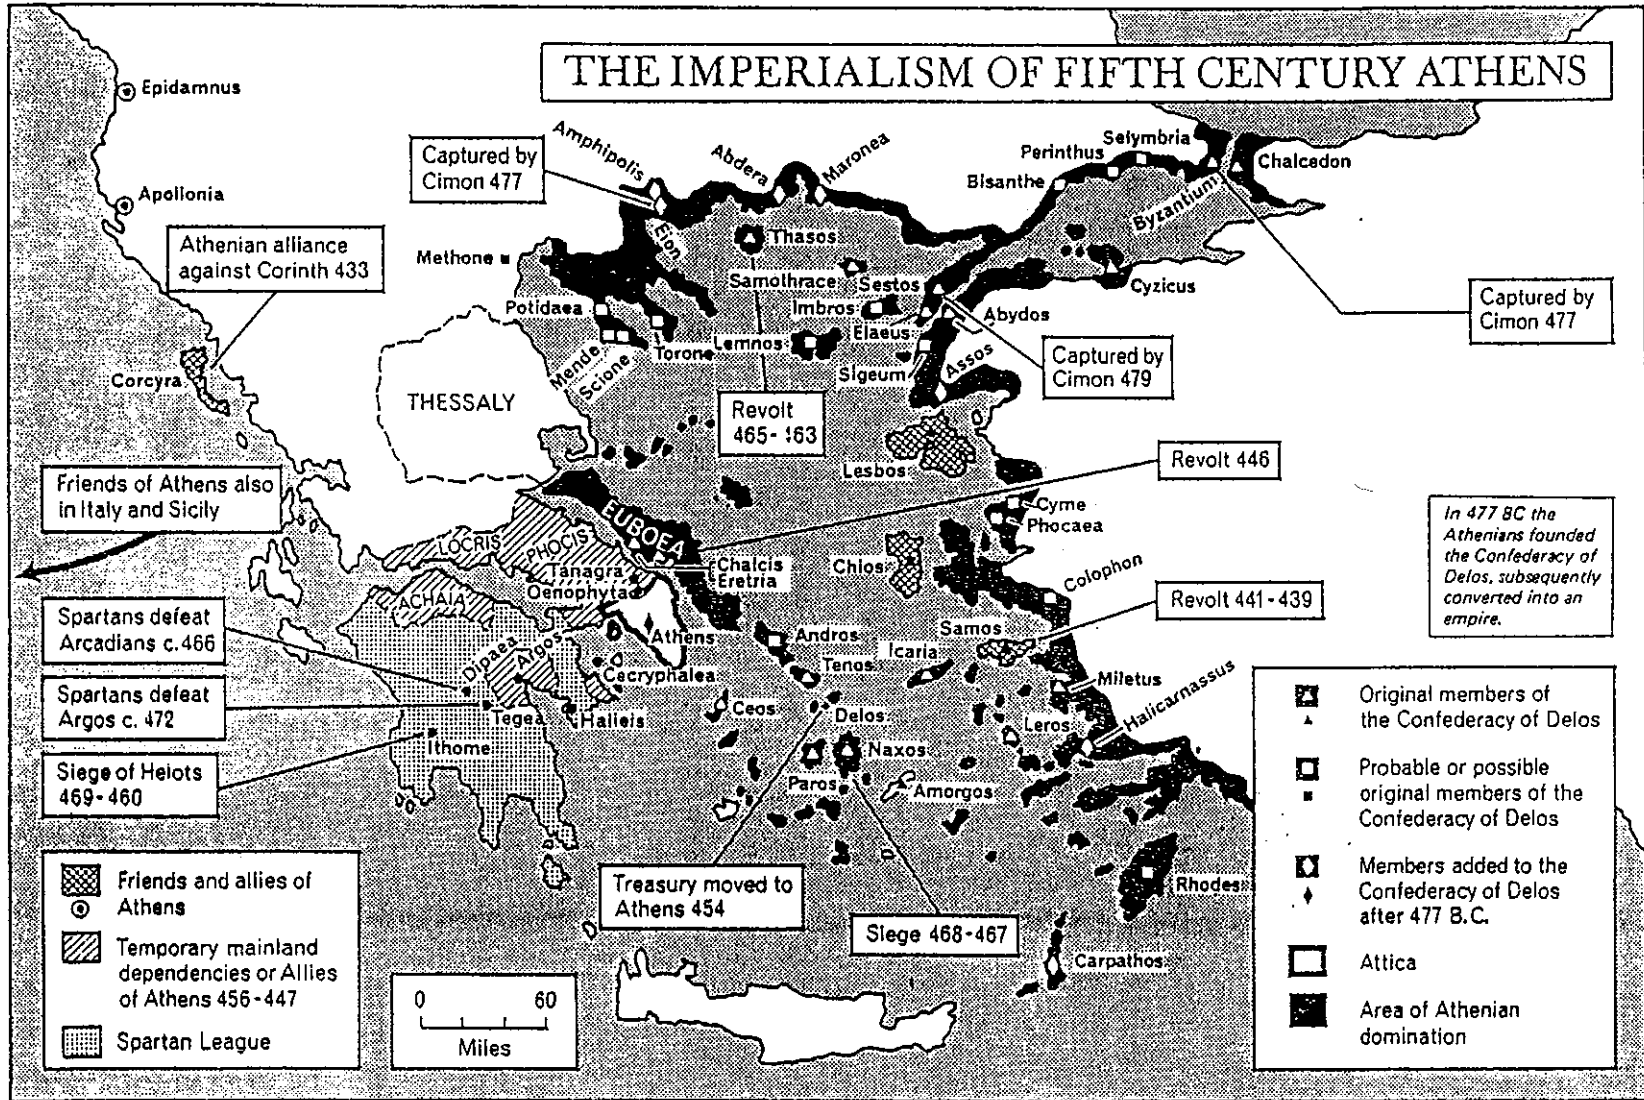 THE IMPERIALISM OF FIFTH CENTURY ATHENS
Epidamnus
Apollonia
Captured by
Cimon 477
Amphipolis
Abdera
Maronea
Eion
Perinthus
Selymbria
Bisanthe
Byzantium
Chalcedon
Athenian alliance
against Corinth 433
Methone
Thasos
Samothrace
Sestos
Imbros
Cyzicus
Captured by
Cimon 477
Potidaea
Elaeus
Abydos
Lemnos
Torone
Mende
Scione
Sigeum
Assos
Captured by
Cimon 479
Corcyra
THESSALY
Revolt
465-463
Lesbos
Revolt 446
Friends of Athens also
in Italy and Sicily
Cyme
Phocaea
In 477 BC the
Athenians founded
the Confederacy of
Delos, subsequently
converted into an
empire.
EUBOEA
LOCRIS
PHOCIS
Chalcis
Eretria
Tanagra
Oenophyta
Chios
Colophon
ACHAIA
Spartans defeat
Arcadians c.466
Revolt 441-439
Athens
Andros
Samos
Icaria
Dipaea
Argos
Tenos
Cecryphalea
Miletus
Spartans defeat
Argos c. 472
Tegea
Halieis
Ceos
Delos
Leros
Halicarnassus
Ithome
Naxos
Siege of Helots
469-460
Paros
Amorgos
Treasury moved to
Athens 454
Rhodes
Siege 468-467
Carpathos
Friends and allies of
Athens
Temporary mainland
dependencies or Allies
of Athens 456-447
Spartan League
0 60
Miles
Original members of
the Confederacy of Delos
Probable or possible
original members of the
Confederacy of Delos
Members added to the
Confederacy of Delos
after 477 B.C.
Attica
Area of Athenian
domination